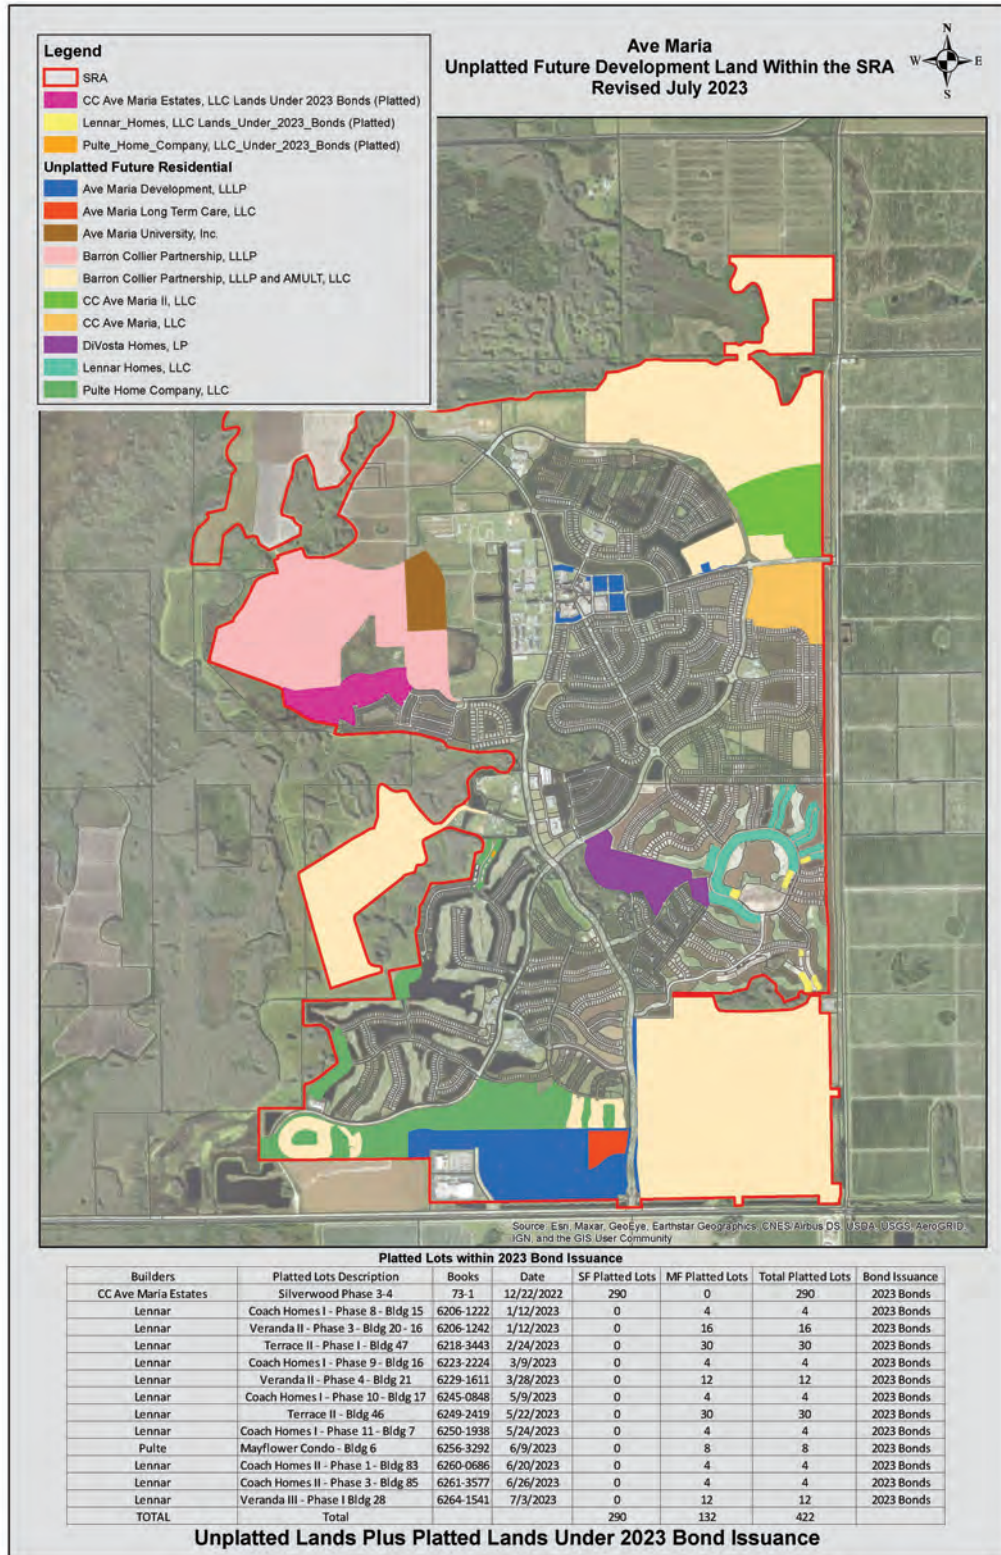 Ave Maria
Unplatted Future Development Land Within the SRA
Revised July 2023
N
W E
S
Legend
SRA
CC Ave Maria Estates, LLC Lands Under 2023 Bonds (Platted)
Lennar_Homes, LLC Lands_Under_2023_Bonds (Platted)
Pulte_Home_Company, LLC_Under_2023_Bonds (Platted)
Unplatted Future Residential
Ave Maria Development, LLLP
Ave Maria Long Term Care, LLC
Ave Maria University, Inc.
Barron Collier Partnership, LLLP
Barron Collier Partnership, LLLP and AMULT, LLC
CC Ave Maria II, LLC
CC Ave Maria, LLC
DiVosta Homes, LP
Lennar Homes, LLC
Pulte Home Company, LLC
Source: Esri, Maxar, GeoEye, Earthstar Geographics, CNES/Airbus DS, USDA, USGS, AeroGRID,
IGN, and the GIS User Community
Platted Lots within 2023 Bond Issuance
Builders Platted Lots Description Books Date SF Platted Lots MF Platted Lots Total Platted Lots Bond Issuance
CC Ave Maria Estates Silverwood Phase 3-4 73-1 12/22/2022 290 0 290 2023 Bonds
Lennar Coach Homes I - Phase 8 - Bldg 15 6206-1222 1/12/2023 0 4 4 2023 Bonds
Lennar Veranda II - Phase 3 - Bldg 20 - 16 6206-1242 1/12/2023 0 16 16 2023 Bonds
Lennar Terrace II - Phase I - Bldg 47 6218-3443 2/24/2023 0 30 30 2023 Bonds
Lennar Coach Homes I - Phase 9 - Bldg 16 6223-2224 3/9/2023 0 4 4 2023 Bonds
Lennar Veranda II - Phase 4 - Bldg 21 6229-1611 3/28/2023 0 12 12 2023 Bonds
Lennar Coach Homes I - Phase 10 - Bldg 17 6245-0848 5/9/2023 0 4 4 2023 Bonds
Lennar Terrace II - Bldg 46 6249-2419 5/22/2023 0 30 30 2023 Bonds
Lennar Coach Homes I - Phase 11 - Bldg 7 6250-1938 5/24/2023 0 4 4 2023 Bonds
Pulte Mayflower Condo - Bldg 6 6256-3292 6/9/2023 0 8 8 2023 Bonds
Lennar Coach Homes II - Phase 1 - Bldg 83 6260-0686 6/20/2023 0 4 4 2023 Bonds
Lennar Coach Homes II - Phase 3 - Bldg 85 6261-3577 6/26/2023 0 4 4 2023 Bonds
Lennar Veranda III - Phase I Bldg 28 6264-1541 7/3/2023 0 12 12 2023 Bonds
TOTAL Total 290 132 422
Unplatted Lands Plus Platted Lands Under 2023 Bond Issuance